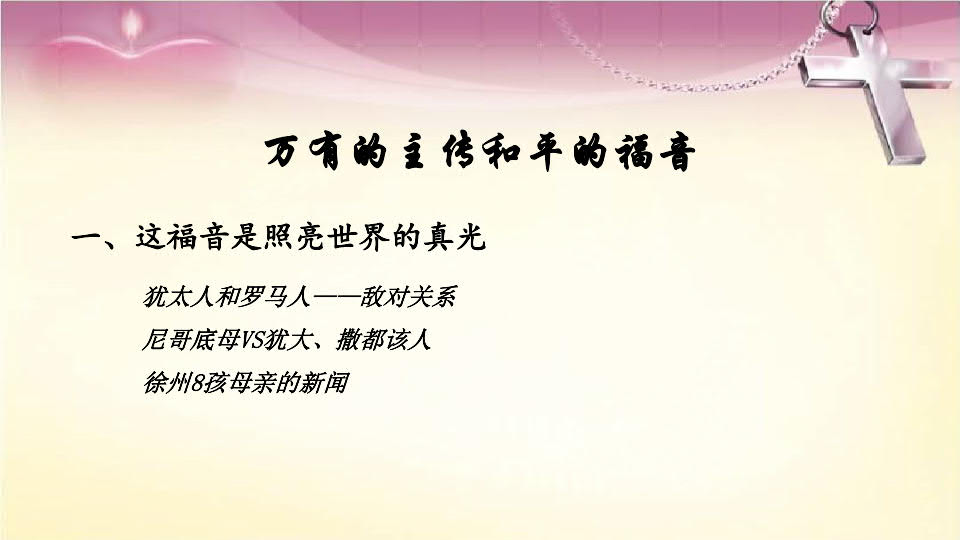 万有的主传和平的福音
一、这福音是照亮世界的真光
犹太人和罗马人——敌对关系
尼哥底母VS犹大、撒都该人
徐州8孩母亲的新闻